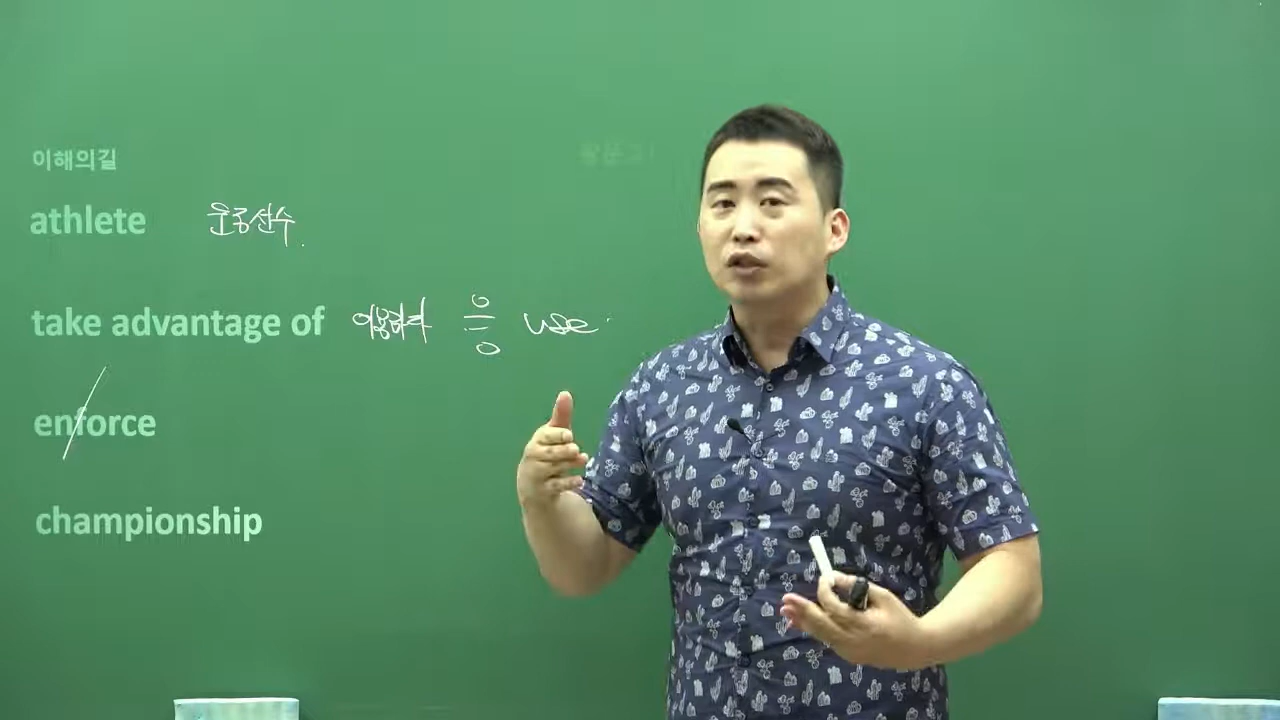 이해의길
athlete 운동선수.
take advantage of 이용하다 use
enforce
championship